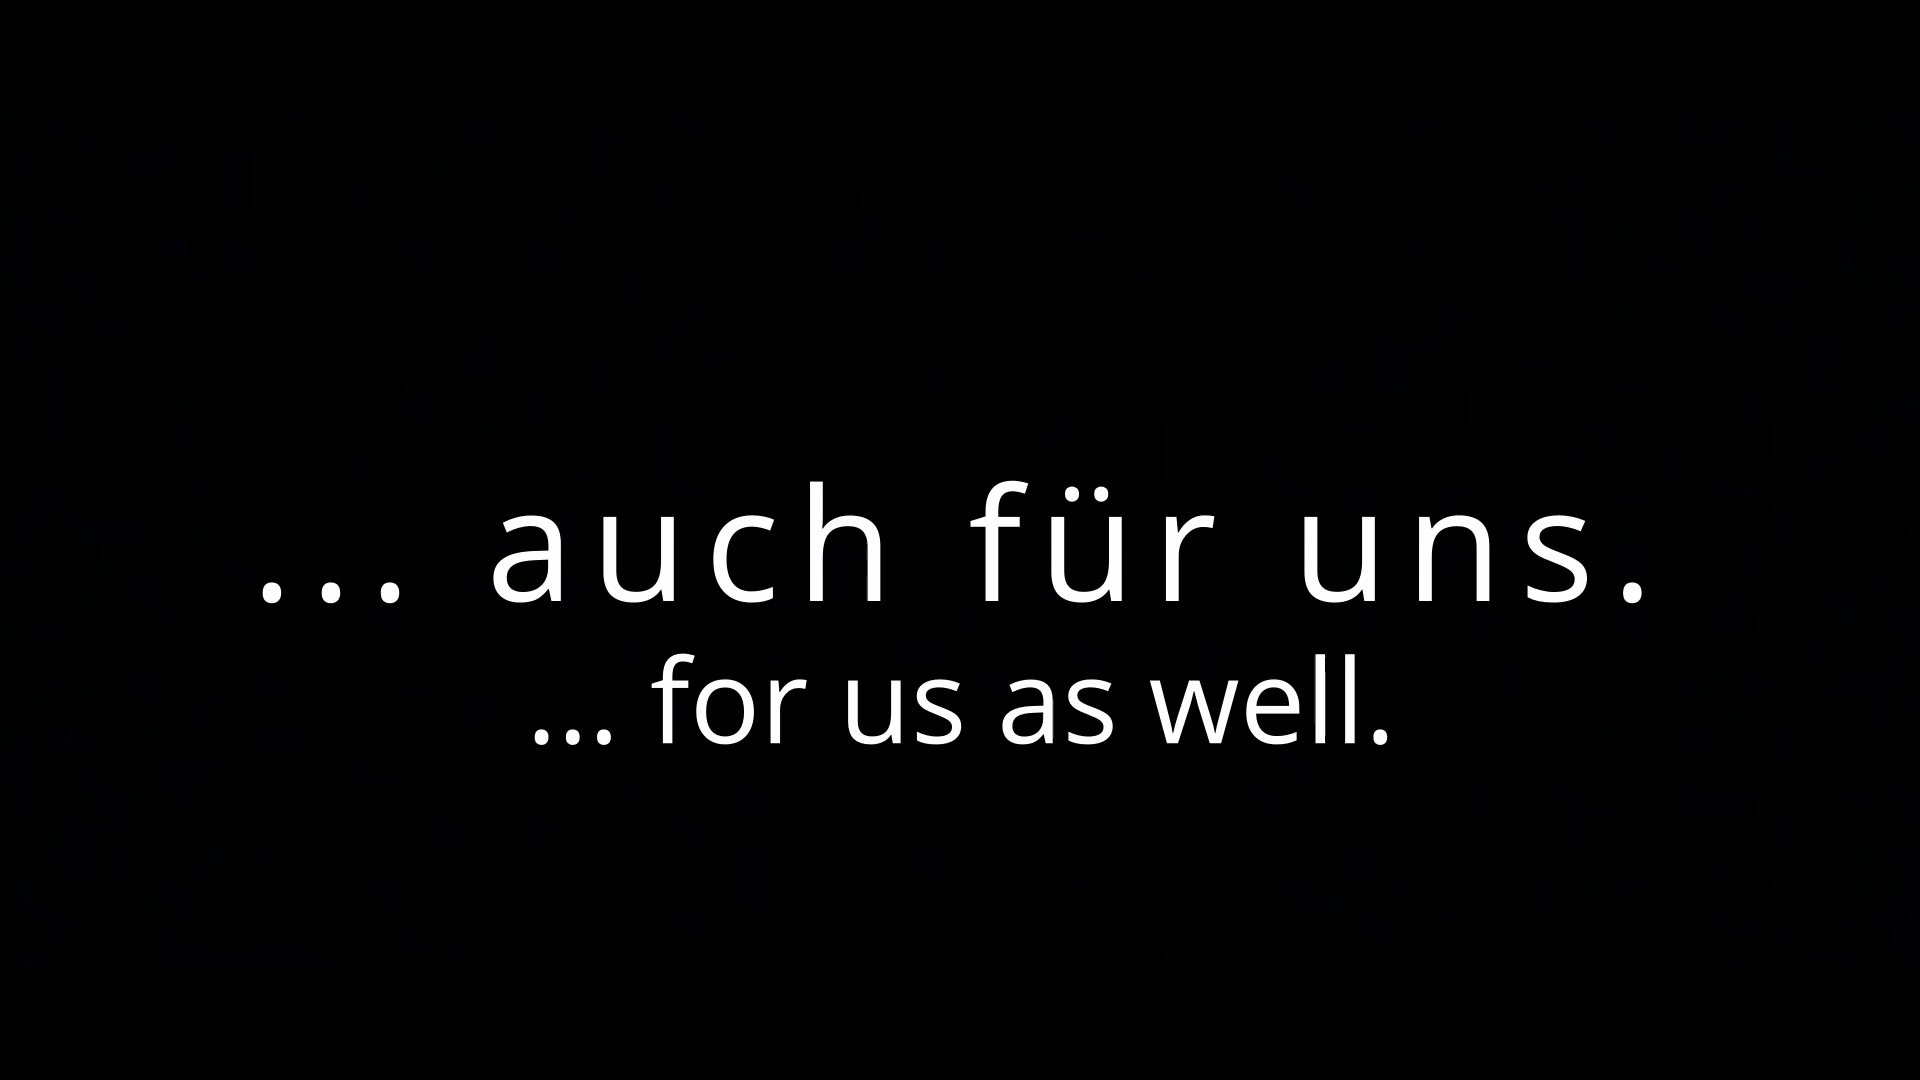 ... auch für uns.
... for us as well.